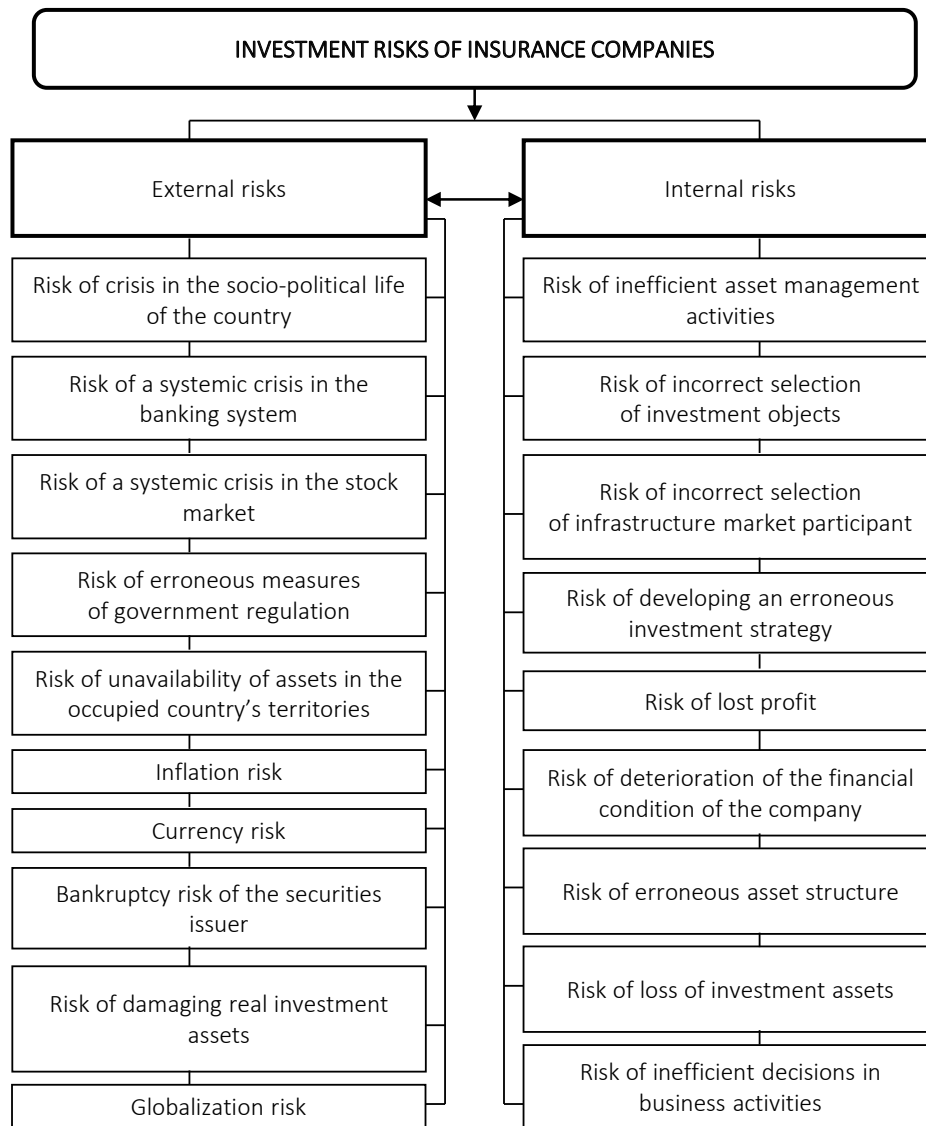 INVESTMENT RISKS OF INSURANCE COMPANIES
External risks
Risk of crisis in the socio-political life
of the country
Risk of a systemic crisis in the
banking system
Risk of a systemic crisis in the stock
market
Risk of erroneous measures
of government regulation
Risk of unavailability of assets in the
occupied country’s territories
Inflation risk
Currency risk
Bankruptcy risk of the securities
issuer
Risk of damaging real investment
assets
Globalization risk
Internal risks
Risk of inefficient asset management
activities
Risk of incorrect selection
of investment objects
Risk of incorrect selection
of infrastructure market participant
Risk of developing an erroneous
investment strategy
Risk of lost profit
Risk of deterioration of the financial
condition of the company
Risk of erroneous asset structure
Risk of loss of investment assets
Risk of inefficient decisions in
business activities